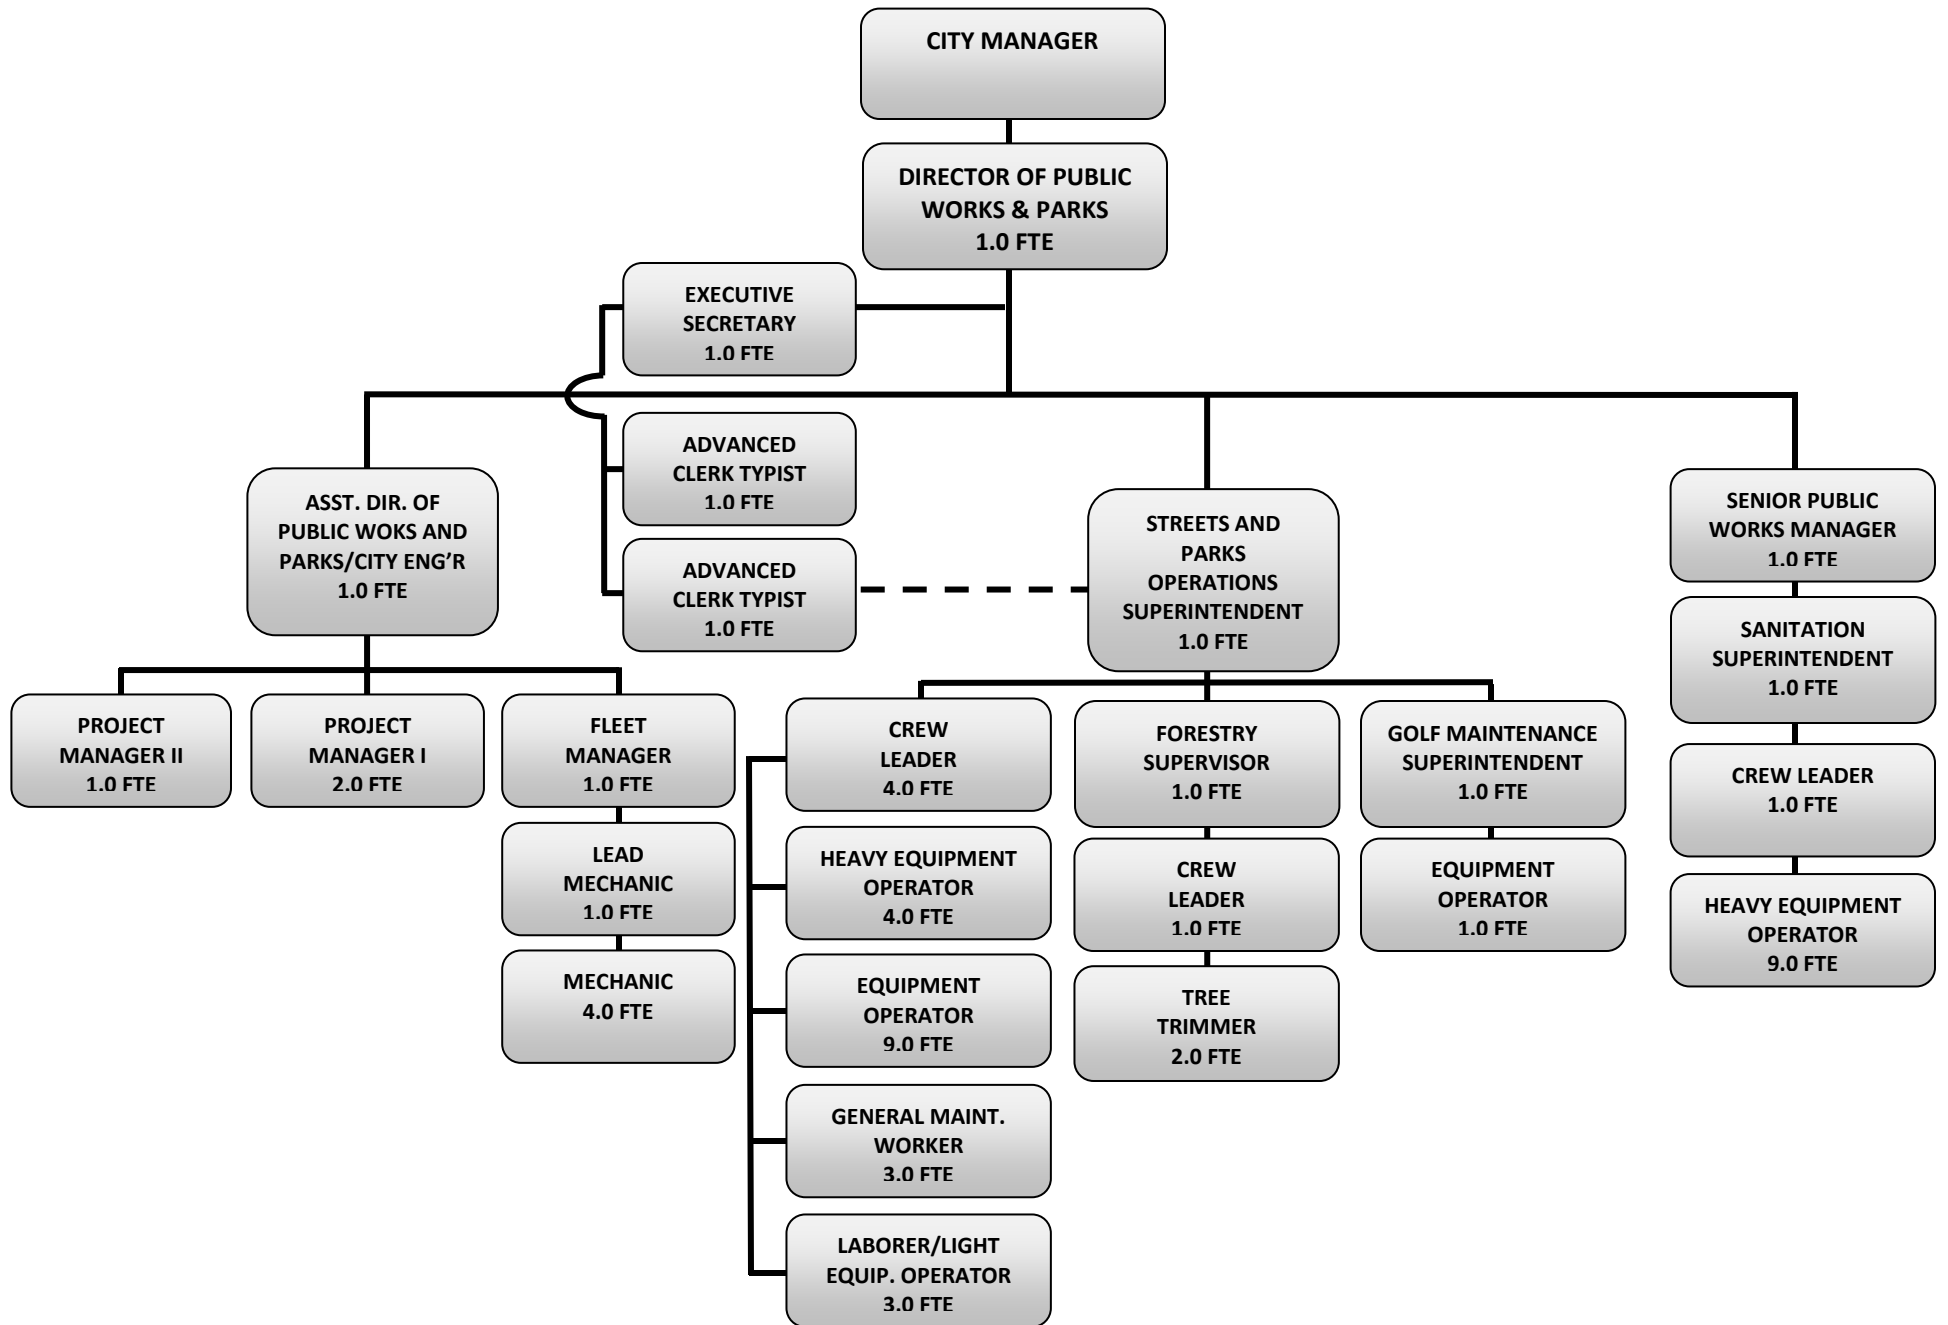 CITY MANAGER
DIRECTOR OF PUBLIC
WORKS & PARKS
1.0 FTE
EXECUTIVE
SECRETARY
1.0 FTE
ADVANCED
CLERK TYPIST
1.0 FTE
ADVANCED
CLERK TYPIST
1.0 FTE
ASST. DIR. OF
PUBLIC WOKS AND
PARKS/CITY ENG’R
1.0 FTE
STREETS AND
PARKS
OPERATIONS
SUPERINTENDENT
1.0 FTE
SENIOR PUBLIC
WORKS MANAGER
1.0 FTE
SANITATION
SUPERINTENDENT
1.0 FTE
CREW LEADER
1.0 FTE
HEAVY EQUIPMENT
OPERATOR
9.0 FTE
PROJECT
MANAGER II
1.0 FTE
PROJECT
MANAGER I
2.0 FTE
FLEET
MANAGER
1.0 FTE
LEAD
MECHANIC
1.0 FTE
MECHANIC
4.0 FTE
CREW
LEADER
4.0 FTE
HEAVY EQUIPMENT
OPERATOR
4.0 FTE
EQUIPMENT
OPERATOR
9.0 FTE
GENERAL MAINT.
WORKER
3.0 FTE
LABORER/LIGHT
EQUIP. OPERATOR
3.0 FTE
FORESTRY
SUPERVISOR
1.0 FTE
CREW
LEADER
1.0 FTE
TREE
TRIMMER
2.0 FTE
GOLF MAINTENANCE
SUPERINTENDENT
1.0 FTE
EQUIPMENT
OPERATOR
1.0 FTE